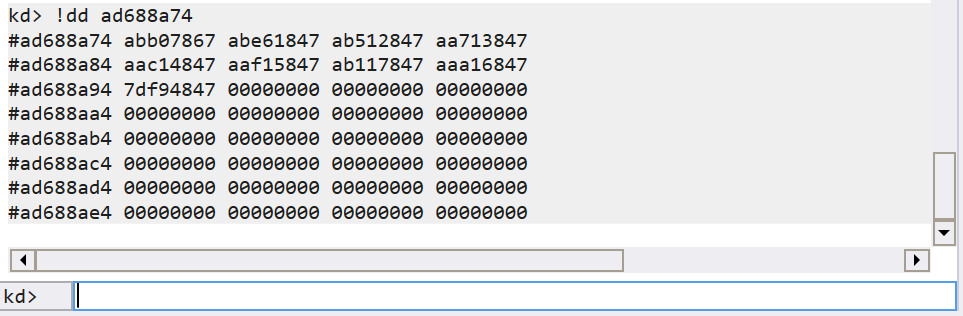 kd> !dd ad688a74
#ad688a74 abb07867 abe61847 ab512847 aa713847
#ad688a84 aac14847 aaf15847 ab117847 aaa16847
#ad688a94 7df94847 00000000 00000000 00000000
#ad688aa4 00000000 00000000 00000000 00000000
#ad688ab4 00000000 00000000 00000000 00000000
#ad688ac4 00000000 00000000 00000000 00000000
#ad688ad4 00000000 00000000 00000000 00000000
#ad688ae4 00000000 00000000 00000000 00000000
kd>